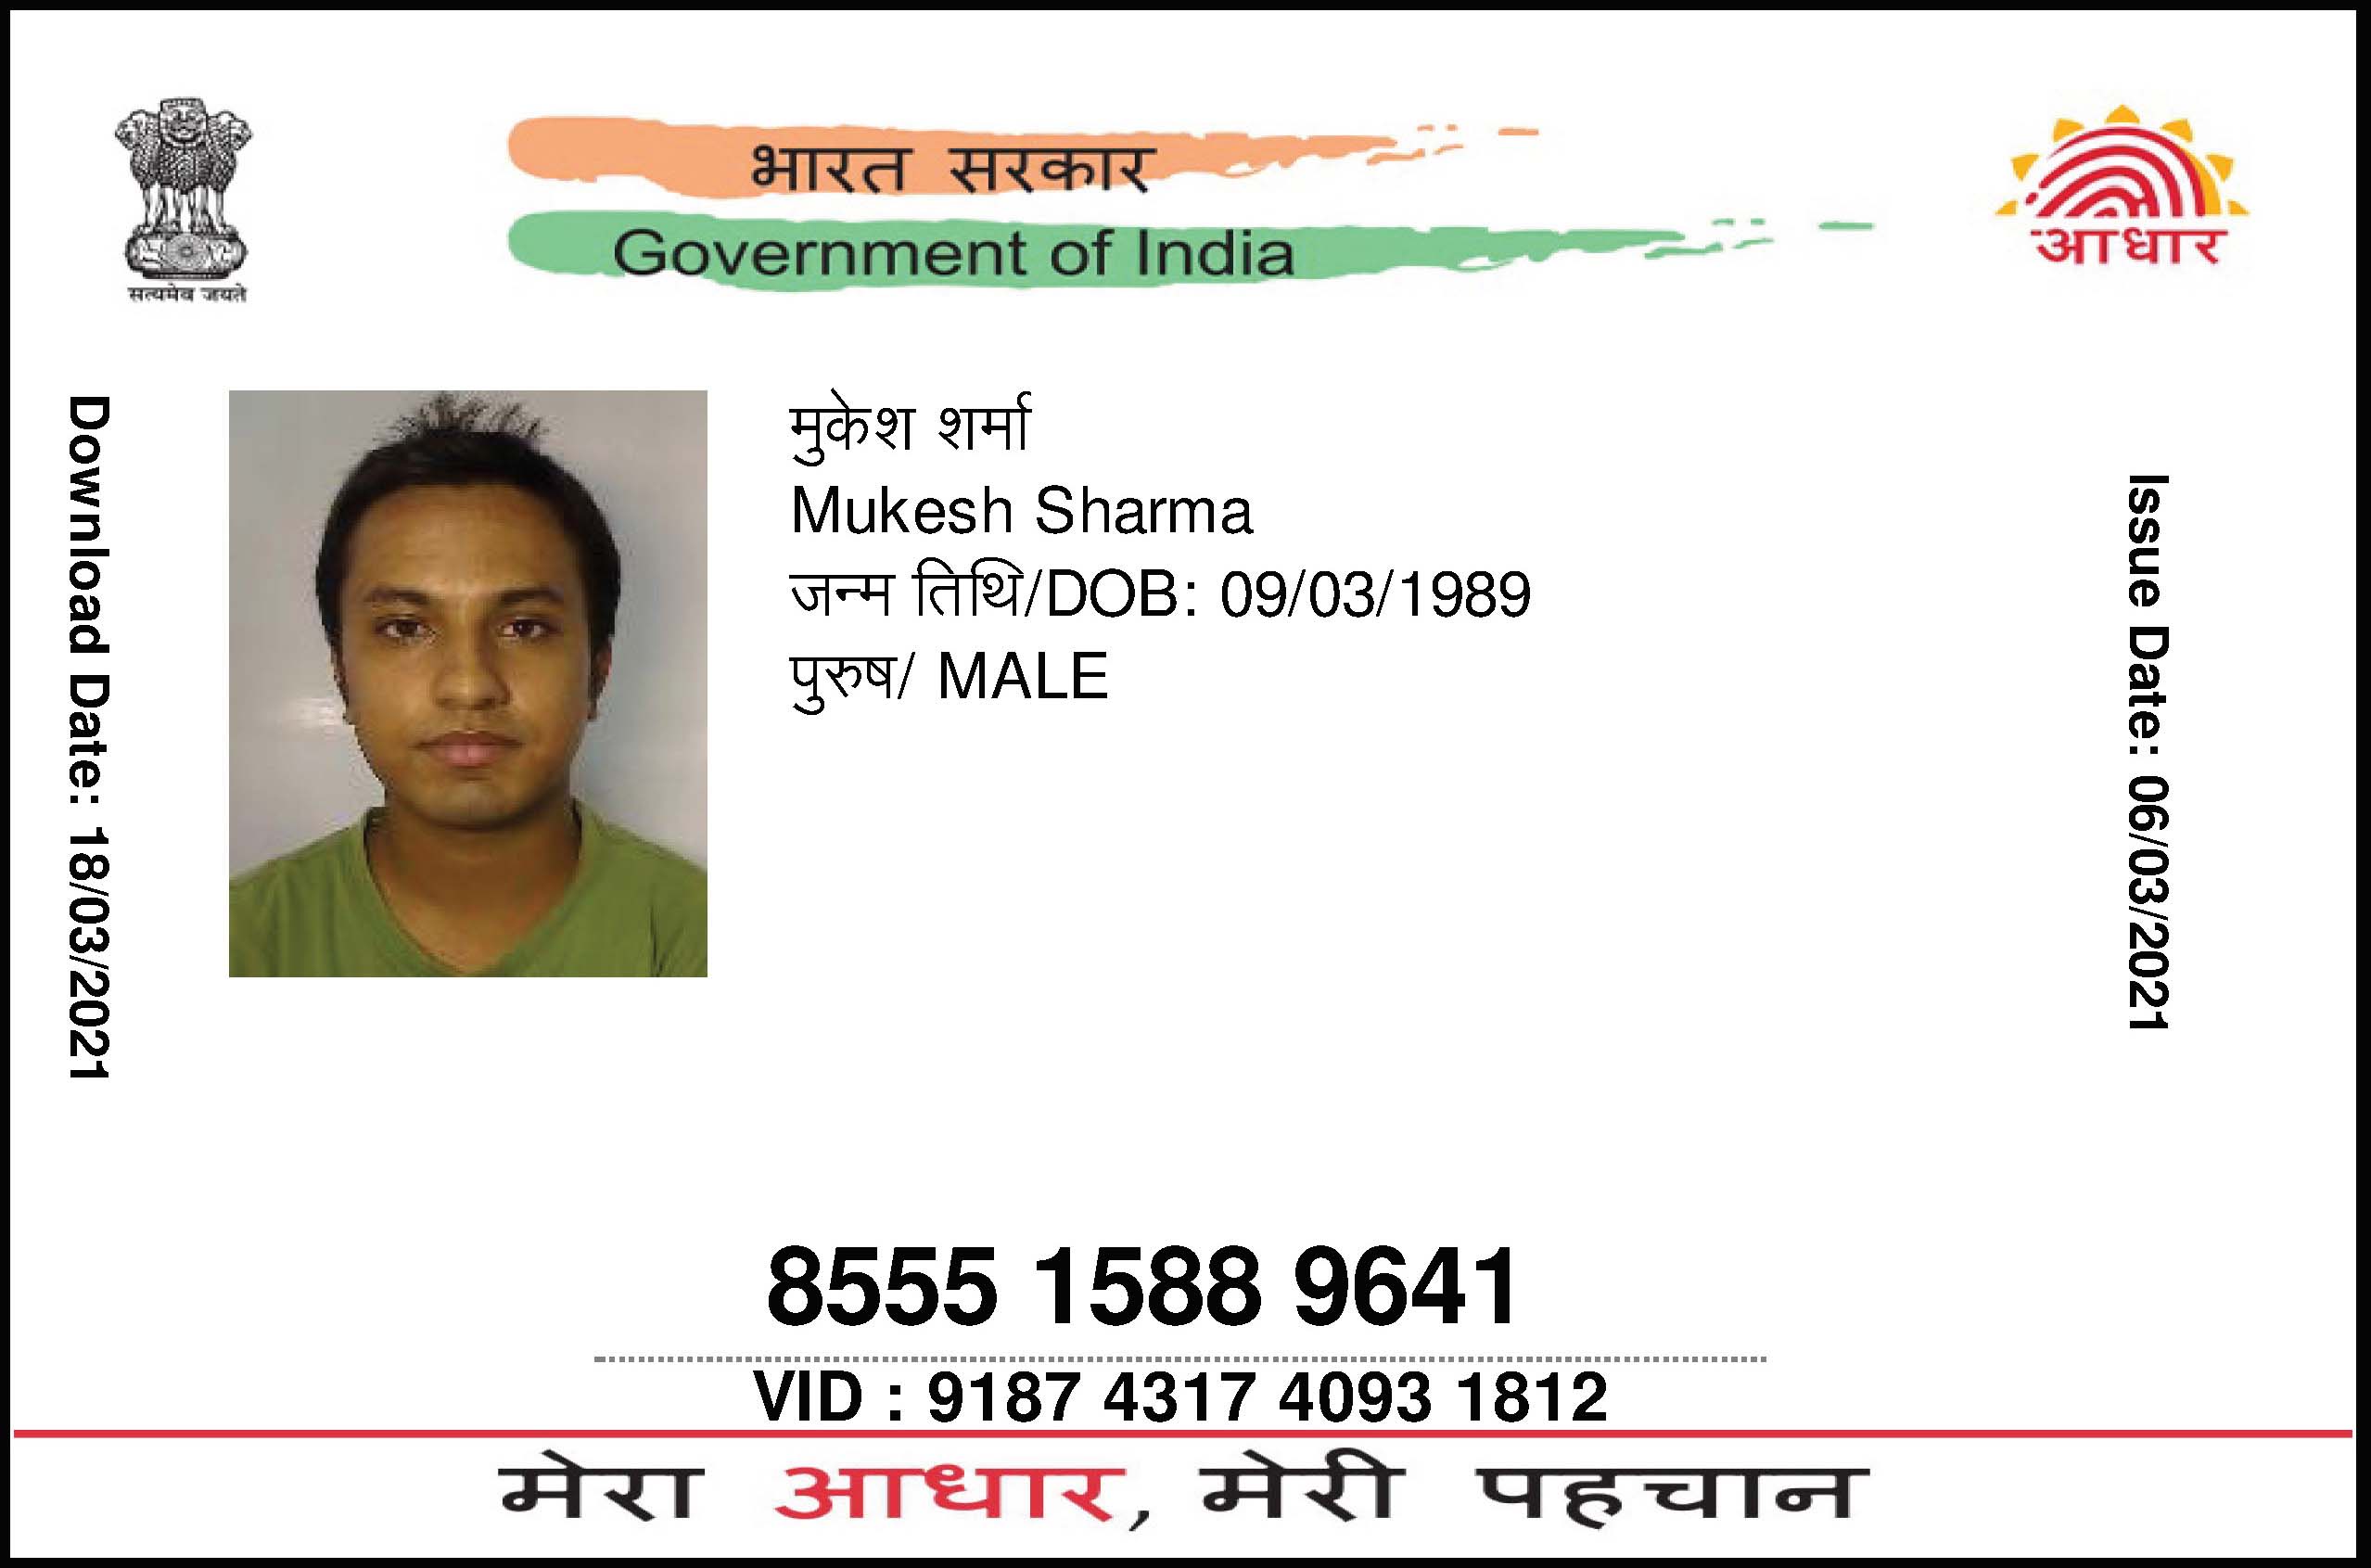 सत्यमेव जयते
भारत सरकार
Government of India
आधार
Download Date: 18/03/2021
मुकेश शर्मा
Mukesh Sharma
जन्म तिथि/DOB: 09/03/1989
पुरुष/ MALE
Issue Date: 06/03/2021
8555 1588 9641
VID : 9187 4317 4093 1812
मेरा आधार, मेरी पहचान